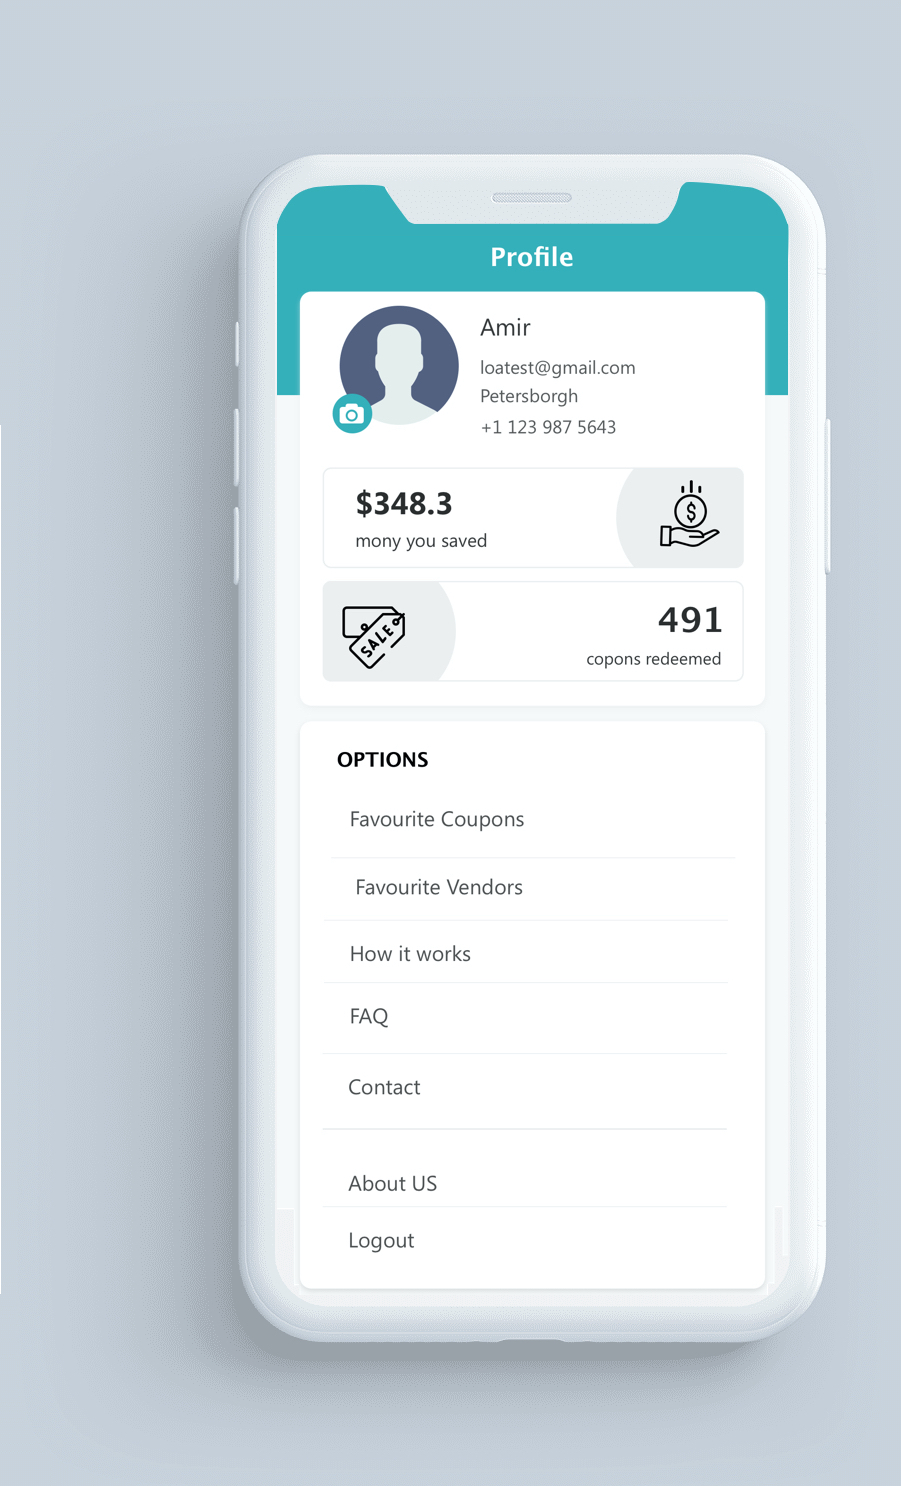 Profile
Amir
loatest@gmail.com
Petersborgh
+1 123 987 5643
$348.3
mony you saved
SALE
491
copons redeemed
OPTIONS
Favourite Coupons
Favourite Vendors
How it works
FAQ
Contact
About US
Logout